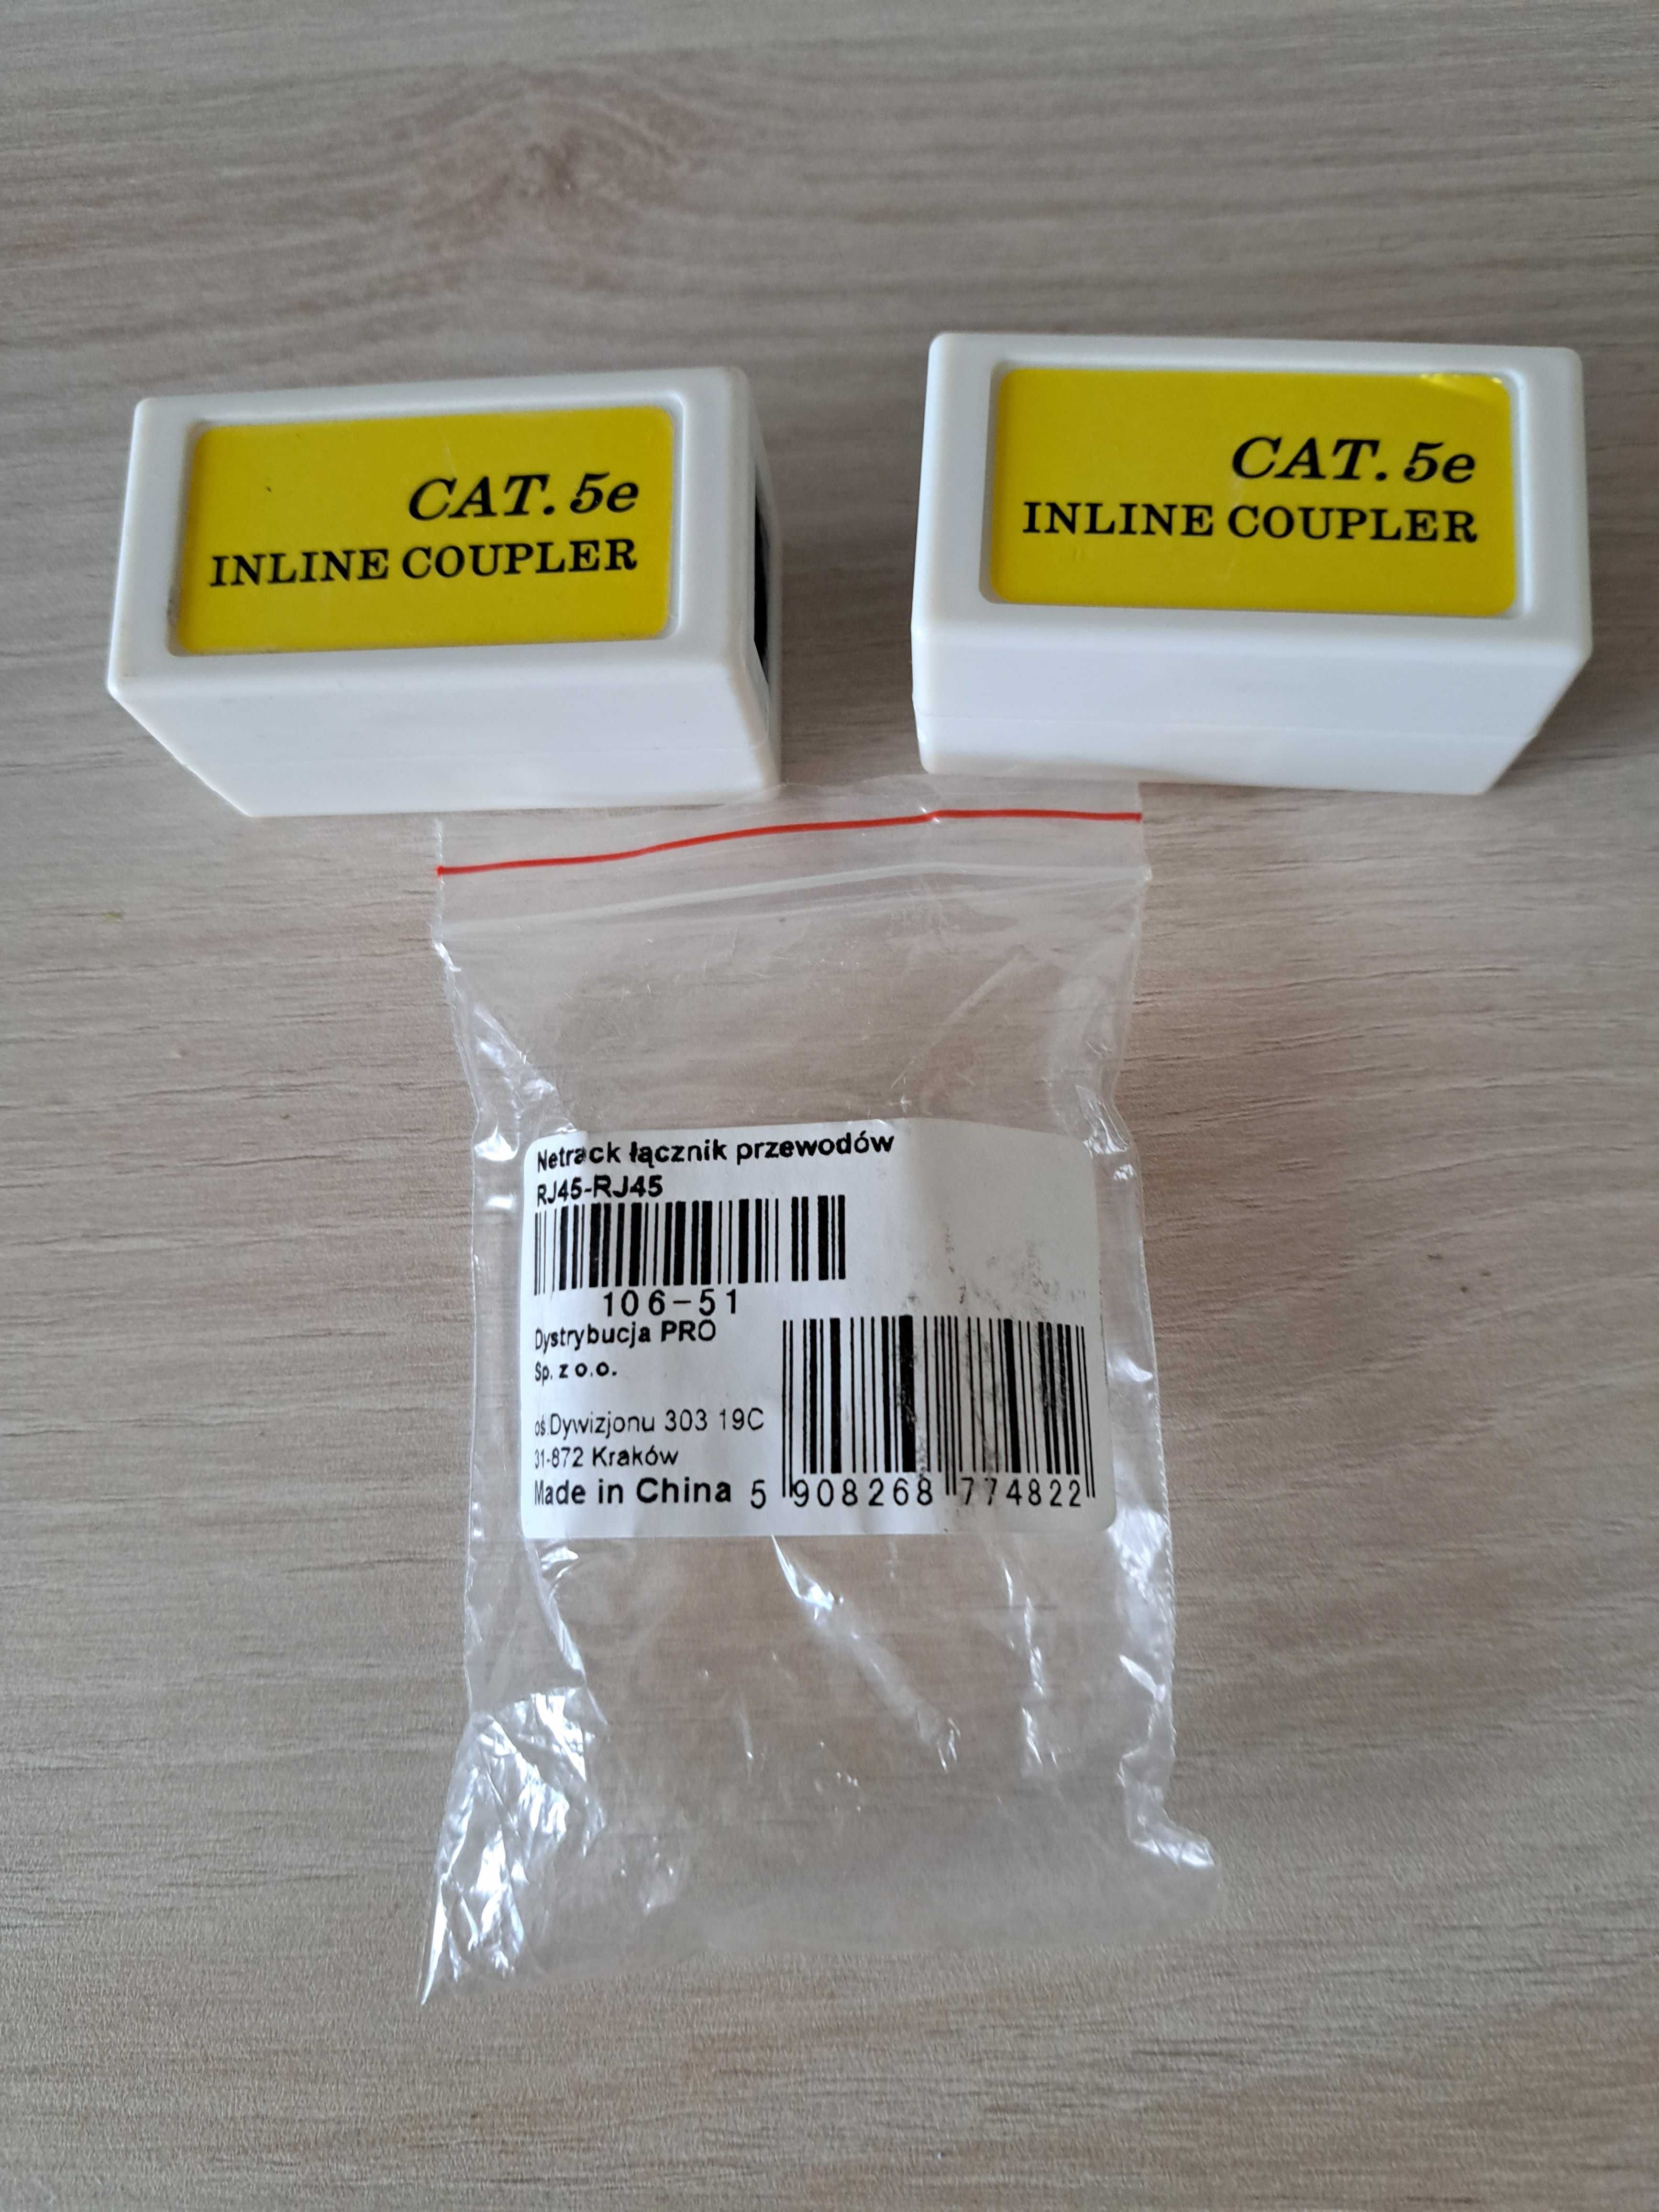 CAT. 5e
INLINE COUPLER
CAT. 5e
INLINE COUPLER
Netrack łącznik przewodów
RJ45-RJ45
106-51
Dystrybucja PRO
Sp. z o.o.
oś.Dywizjonu 303 19C
31-872 Kraków
Made in China
5 908268 774822